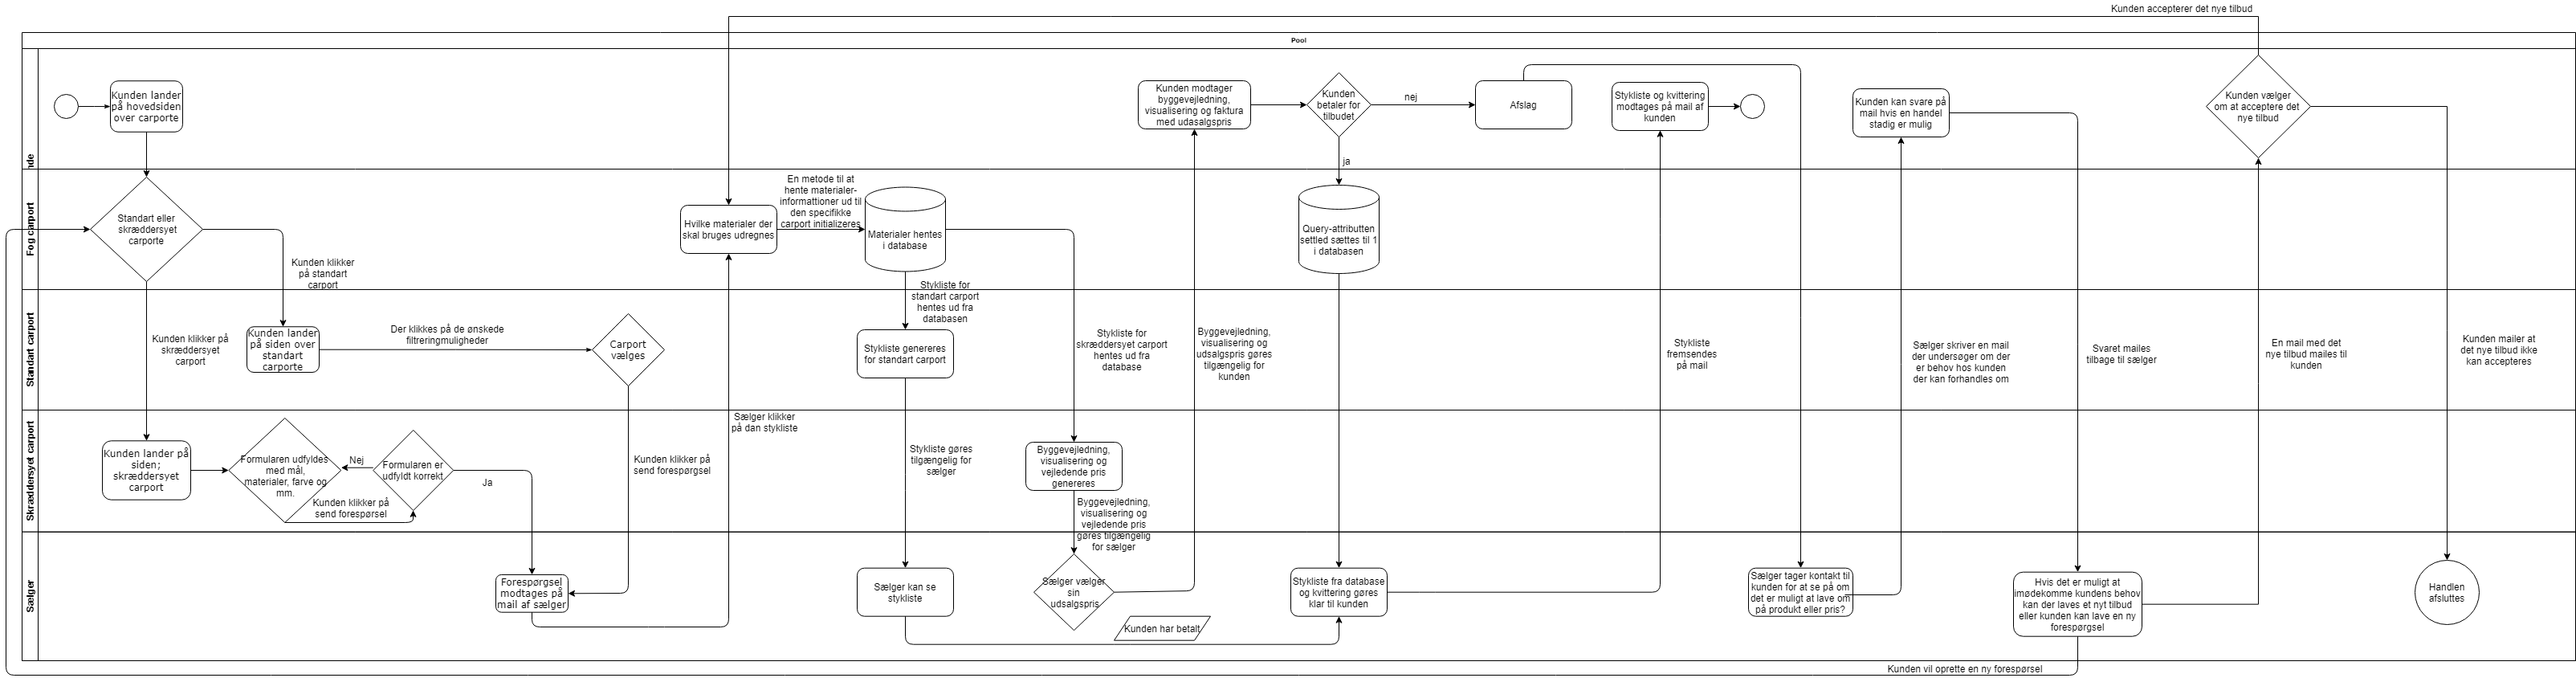 Kunden accepterer det nye tilbud
Pool
Kunden lander
på hovedsiden
over carporte
Kunden modtager
byggevejledning,
visualisering og faktura
med udasalgspris
Kunden
betaler for
tilbudet
nej
Afslag
Stykliste og kvittering
modtages på mail af
kunden
Kunden kan svare på
mail hvis en handel
stadig er mulig
Kunden vælger
om at acceptere det
nye tilbud
ja
Fog carport
Standart eller
skræddersyet
carporte
Kunden klikker
på standart
carport
Hvilke materialer der
skal bruges udregnes
En metode til at
hente materialer-
informattioner ud til
den specifikke
carport initializeres
Materialer hentes
i database
Query-attributten
settled sættes til 1
i databasen
Standart carport
Kunden klikker på
skræddersyet
carport
Kunden lander
på siden over
standart
carporte
Der klikkes på de ønskede
filtreringmuligheder
Carport
vælges
Stykliste for
standart carport
hentes ud fra
databasen
Stykliste genereres
for standart carport
Stykliste for
skræddersyet carport
hentes ud fra
database
Byggevejledning,
visualisering og
udsalgspris gøres
tilgængelig for
kunden
Stykliste
fremsendes
på mail
Sælger skriver en mail
der undersøger om der
er behov hos kunden
der kan forhandles om
Svaret mailes
tilbage til sælger
En mail med det
nye tilbud mailes til
kunden
Kunden mailer at
det nye tilbud ikke
kan accepteres
Skræddersyet carport
Kunden lander på
siden;
skræddersyet
carport
Formularen udfyldes
med mål,
materialer, farve og
mm.
Nej
Formularen er
udfyldt korrekt
Kunden klikker på
send forespørsel
Ja
Kunden klikker på
send forespørgsel
Sælger klikker
på dan stykliste
Stykliste gøres
tilgængelig for
sælger
Byggevejledning,
visualisering og
vejledende pris
genereres
Byggevejledning,
visualisering og
vejledende pris
gøres tilgængelig
for sælger
Sælger
Forespørgsel
modtages på
mail af sælger
Sælger kan se
stykliste
Sælger vælger
sin
udsalgspris
Kunden har betalt
Stykliste fra database
og kvittering gøres
klar til kunden
Sælger tager kontakt til
kunden for at se på om
det er muligt at lave om
på produkt eller pris?
Hvis det er muligt at
imødekomme kundens behov
kan der laves et nyt tilbud
eller kunden kan lave en ny
forespørgsel
Handlen
afsluttes
Kunden vil oprette en ny forespørsel